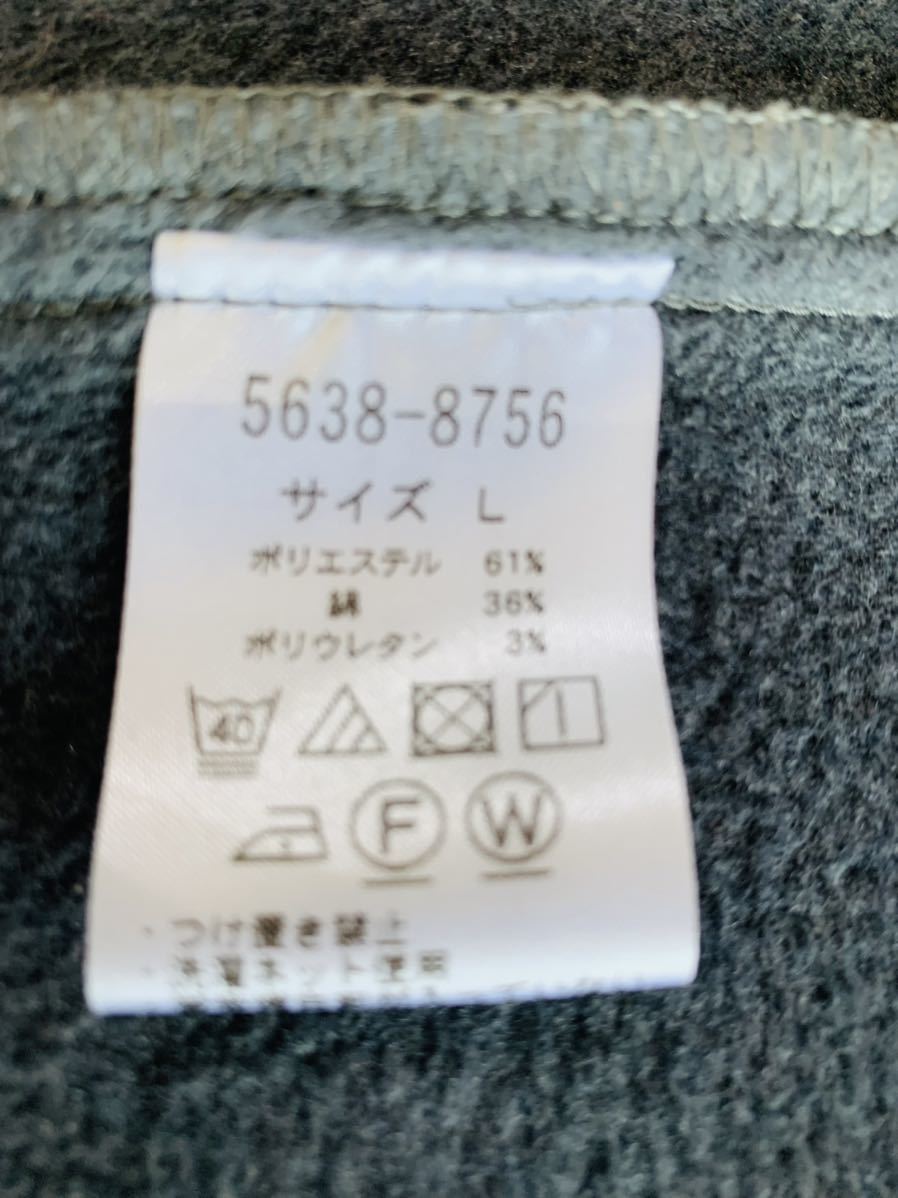 5638-8756
サイズ L
ポリエステル 61%
綿 36%
ポリウレタン 3%
40
F W
・つけ置き禁止
・洗濯ネット使用